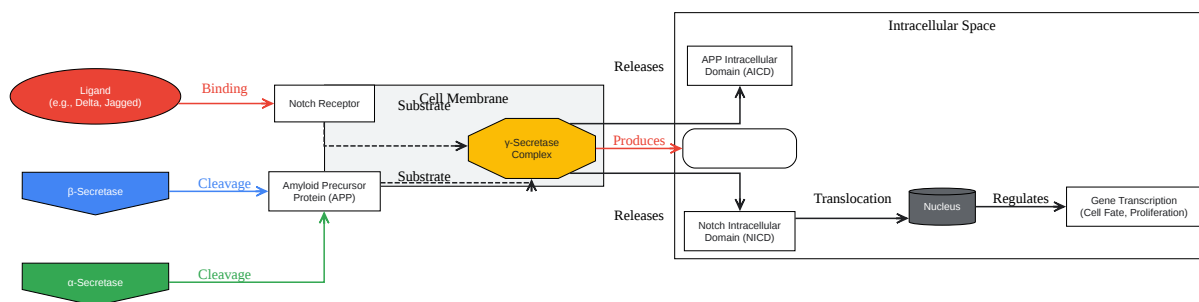 Intracellular Space
Releases
APP Intracellular
Domain (AICD)
Ligand
(e.g., Delta, Jagged)
Binding
Notch Receptor
Cell Membrane
Substrate
γ-Secretase
Complex
Produces
β-Secretase
Cleavage
Amyloid Precursor
Protein (APP)
Substrate
Releases
Notch Intracellular
Domain (NICD)
Translocation
Nucleus
Regulates
Gene Transcription
(Cell Fate, Proliferation)
α-Secretase
Cleavage